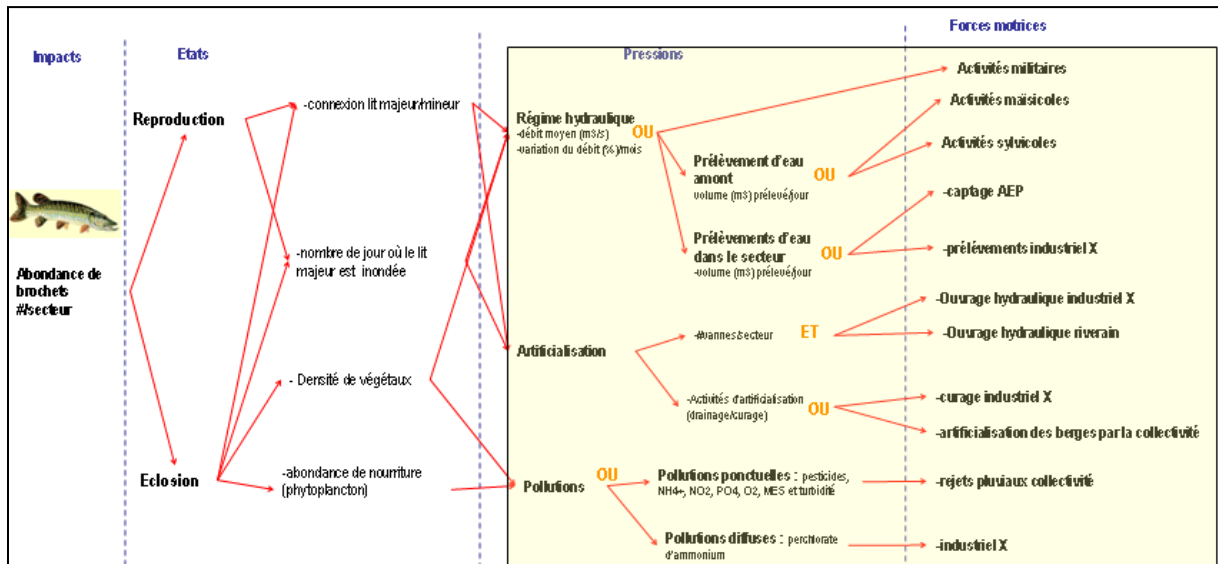 Impacts
Etats
Pressions
Forces motrices
Abondance de
brochets
#/secteur
Reproduction
Eclosion
-connexion lit majeur/mineur
-nombre de jour où le lit
majeur est inondée
- Densité de végétaux
-abondance de nourriture
(phytoplancton)
Régime hydraulique
-débit moyen (m3/s)
-variation du débit (%)/mois
OU
Prélèvement d'eau
amont
volume (m3) prélevé/jour
OU
Prélèvements d'eau
dans le secteur
-volume (m3) prélevé/jour
OU
Artificialisation
-#vannes/secteur
ET
-Activités d'artificialisation
(drainage/curage)
OU
Pollutions
OU
Pollutions ponctuelles : pesticides,
NH4+, NO2, PO4, O2, MES et turbidité
Pollutions diffuses : perchlorate
d'ammonium
Activités militaires
Activités maïsicoles
Activités sylvicoles
-captage AEP
-prélévements industriel X
-Ouvrage hydraulique industriel X
-Ouvrage hydraulique riverain
-curage industriel X
-artificialisation des berges par la collectivité
-rejets pluviaux collectivité
-industriel X